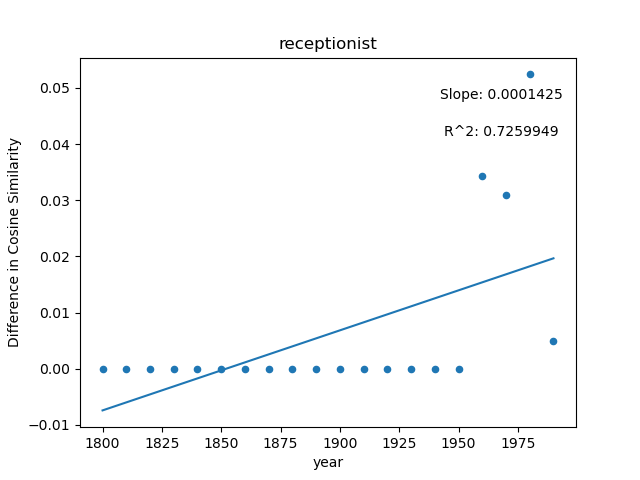 receptionist
Slope: 0.0001425
R^2: 0.7259949
Difference in Cosine Similarity
0.05
0.04
0.03
0.02
0.01
0.00
−0.01
1800 1825 1850 1875 1900 1925 1950 1975
year